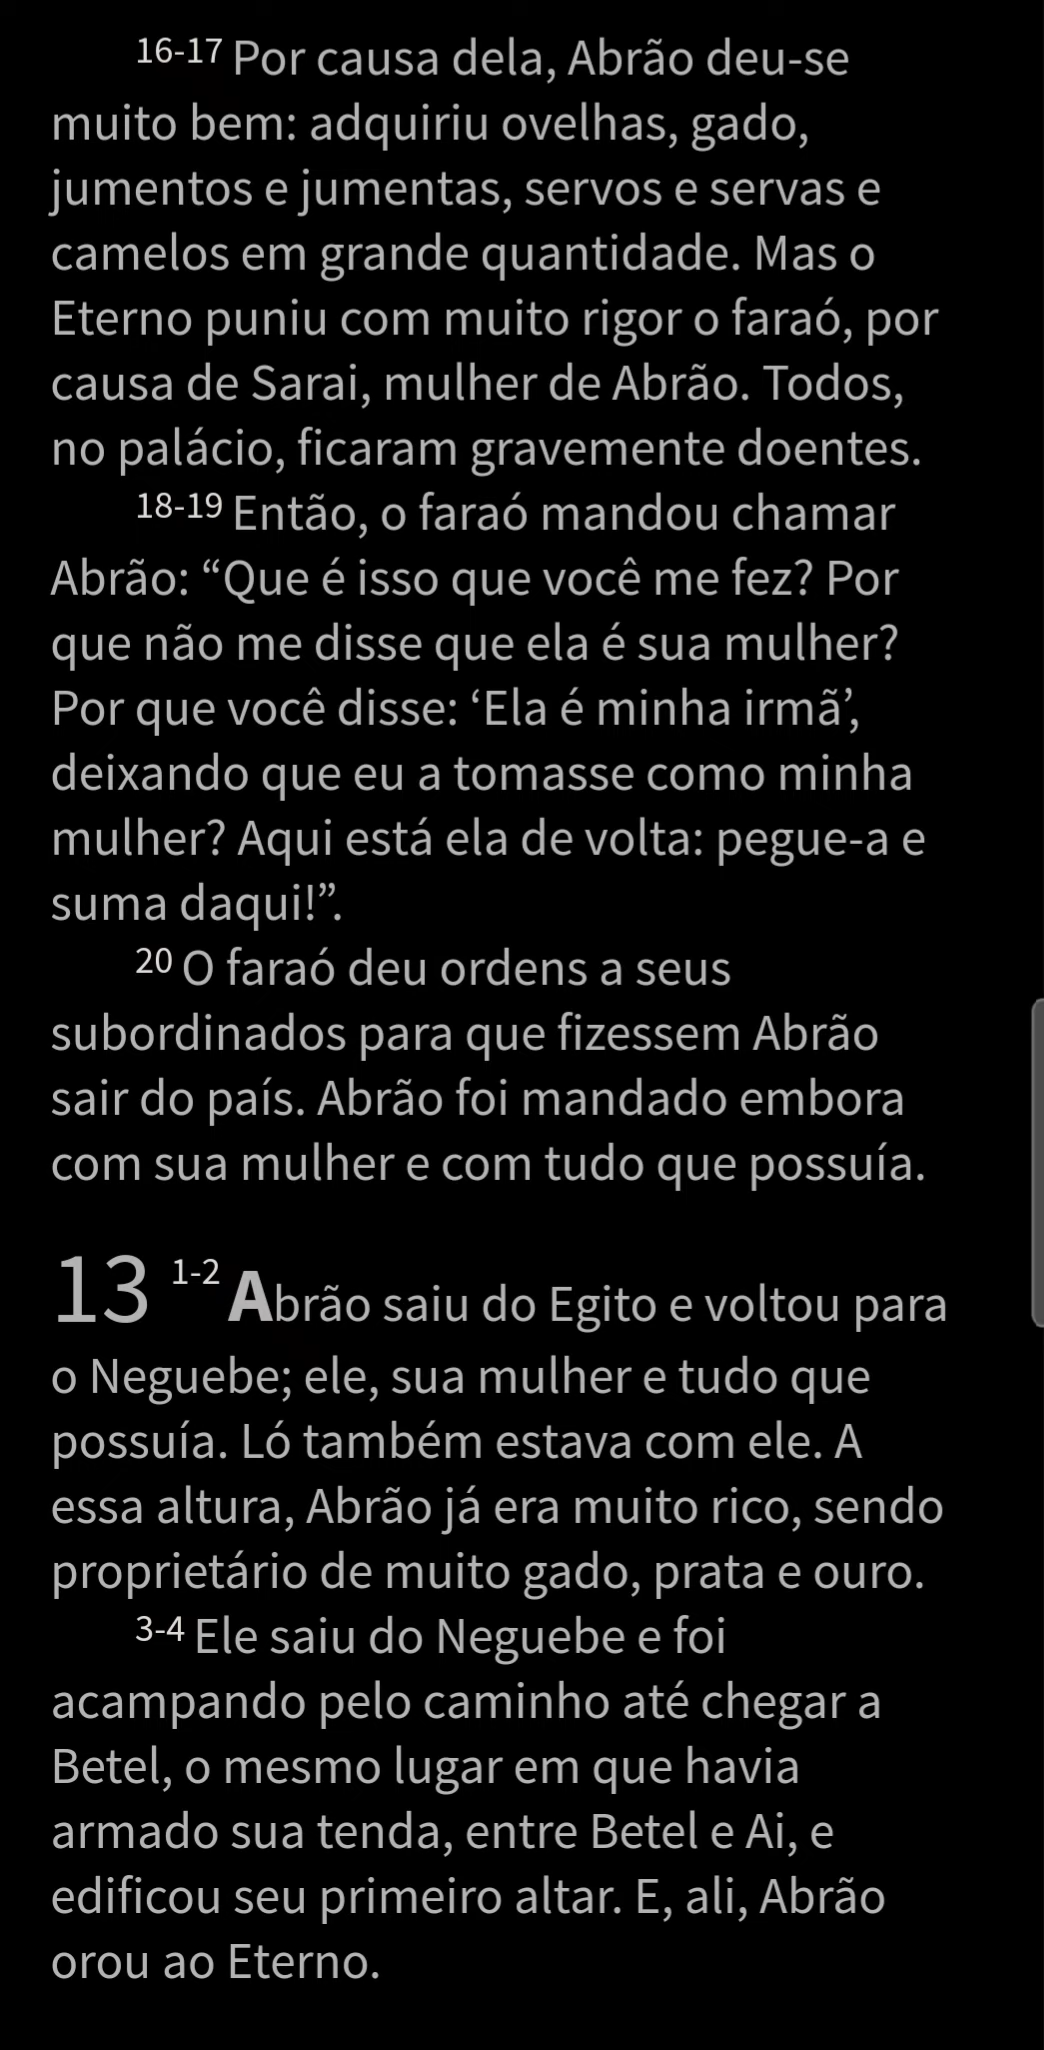 16-17 Por causa dela, Abrão deu-se
muito bem: adquiriu ovelhas, gado,
jumentos e jumentas, servos e servas e
camelos em grande quantidade. Mas o
Eterno puniu com muito rigor o faraó, por
causa de Sarai, mulher de Abrão. Todos,
no palácio, ficaram gravemente doentes.
18-19 Então, o faraó mandou chamar
Abrão: “Que é isso que você me fez? Por
que não me disse que ela é sua mulher?
Por que você disse: ‘Ela é minha irmã’,
deixando que eu a tomasse como minha
mulher? Aqui está ela de volta: pegue-a e
suma daqui!”.
20 O faraó deu ordens a seus
subordinados para que fizessem Abrão
sair do país. Abrão foi mandado embora
com sua mulher e com tudo que possuía.
13 1-2 Abrão saiu do Egito e voltou para
o Neguebe; ele, sua mulher e tudo que
possuía. Ló também estava com ele. A
essa altura, Abrão já era muito rico, sendo
proprietário de muito gado, prata e ouro.
3-4 Ele saiu do Neguebe e foi
acampando pelo caminho até chegar a
Betel, o mesmo lugar em que havia
armado sua tenda, entre Betel e Ai, e
edificou seu primeiro altar. E, ali, Abrão
orou ao Eterno.